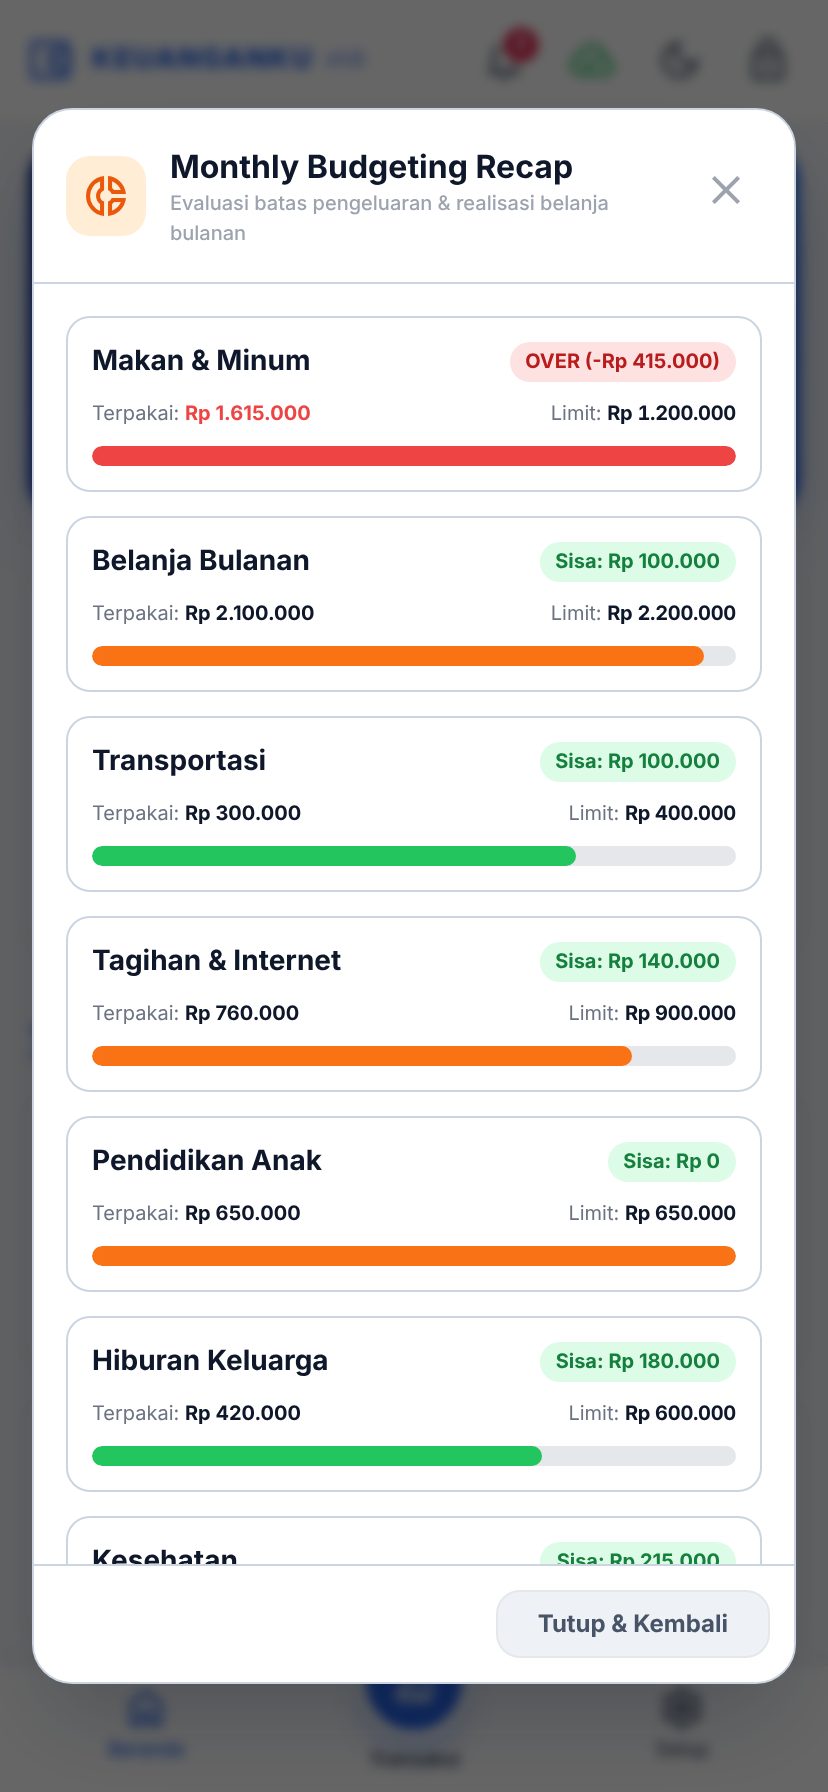 KEUANGANKU
Monthly Budgeting Recap
Evaluasi batas pengeluaran & realisasi belanja
bulanan
Makan & Minum
OVER (-Rp 415.000)
Terpakai: Rp 1.615.000
Limit: Rp 1.200.000
Belanja Bulanan
Sisa: Rp 100.000
Terpakai: Rp 2.100.000
Limit: Rp 2.200.000
Transportasi
Sisa: Rp 100.000
Terpakai: Rp 300.000
Limit: Rp 400.000
Tagihan & Internet
Sisa: Rp 140.000
Terpakai: Rp 760.000
Limit: Rp 900.000
Pendidikan Anak
Sisa: Rp 0
Terpakai: Rp 650.000
Limit: Rp 650.000
Hiburan Keluarga
Sisa: Rp 180.000
Terpakai: Rp 420.000
Limit: Rp 600.000
Kesehatan
Sisa: Rp 215.000
Tutup & Kembali
Beranda
Transaksi